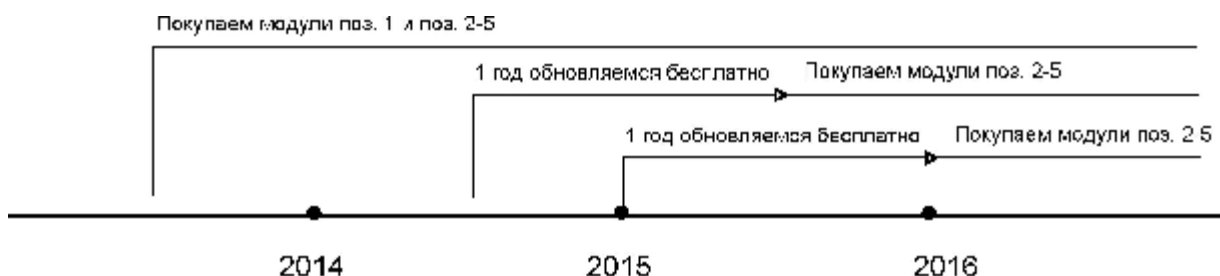 Покупаем модули поз. 1 и поз. 2-5
1 год обновляемся бесплатно Покупаем модули поз. 2-5
1 год обновляемся бесплатно Покупаем модули поз. 2 5
2014 2015 2016